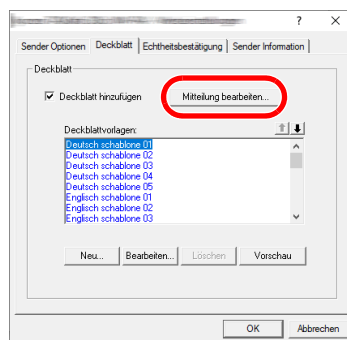 ? ×
Sender Optionen Deckblatt Echtheitsbestätigung Sender Information
Deckblatt
Deckblatt hinzufügen Mitteilung bearbeiten...
Deckblattvorlagen:
Deutsch schablone 01
Deutsch schablone 02
Deutsch schablone 03
Deutsch schablone 04
Deutsch schablone 05
Englisch schablone 01
Englisch schablone 02
Englisch schablone 03
Neu... Bearbeiten... Löschen Vorschau
OK Abbrechen